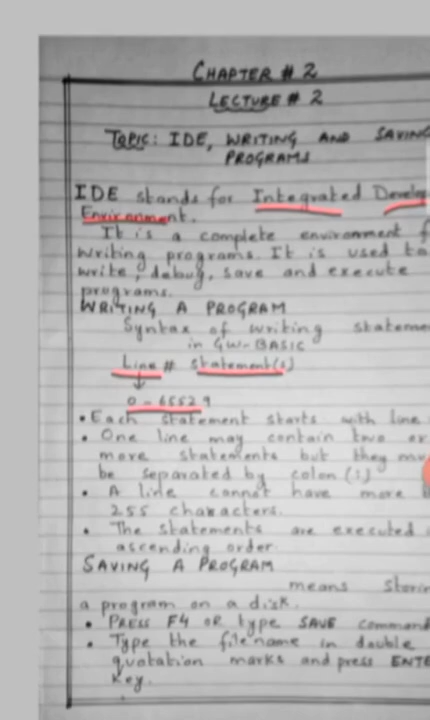 CHAPTER # 2
LECTURE # 2
TOPIC: IDE, WRITING AND SAVING
PROGRAMS
IDE stands for Integrated Develo
Environment.
It is a complete environment f
writing programs. It is used to
write, debug, save and execute
programs.
WRITING A PROGRAM
Syntax of writing stateme
in GW-BASIC
Line # Statement(s)
0 - 65529
• Each statement starts with line
• One line may contain two or
more statements but they mu
be separated by colon (:)
• A line cannot have more
255 characters.
• The statements are executed
ascending order.
SAVING A PROGRAM
means Storin
a program on a disk.
• PRESS F4 OR type SAVE command
• Type the filename in double
quotation marks and press ENTE
key.